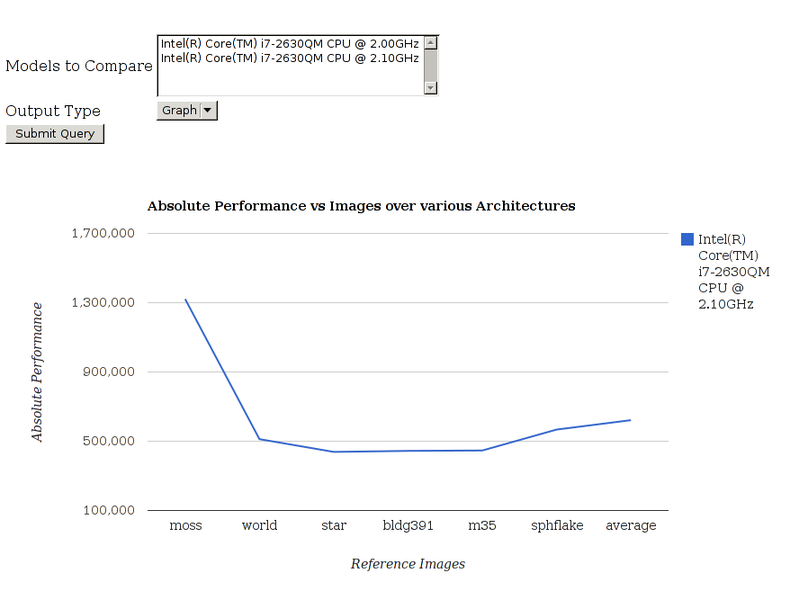 Intel(R) Core(TM) i7-2630QM CPU @ 2.00GHz
Models to Compare Intel(R) Core(TM) i7-2630QM CPU @ 2.10GHz
Output Type Graph
Submit Query
Absolute Performance vs Images over various Architectures
1,700,000
1,300,000
900,000
500,000
100,000
Absolute Performance
moss world star bldg391 m35 sphflake average
Reference Images
Intel(R)
Core(TM)
i7-2630QM
CPU @
2.10GHz